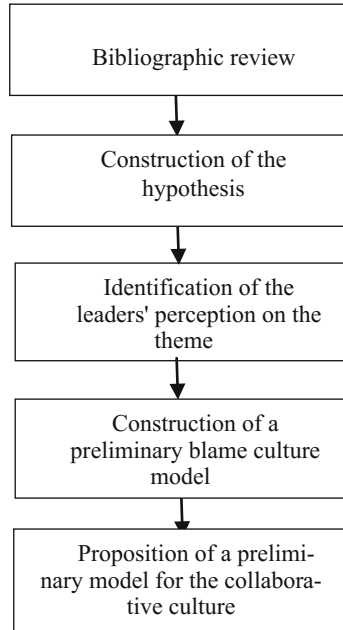 Bibliographic review
Construction of the
hypothesis
Identification of the
leaders' perception on the
theme
Construction of a
preliminary blame culture
model
Proposition of a prelimi-
nary model for the collabora-
tive culture